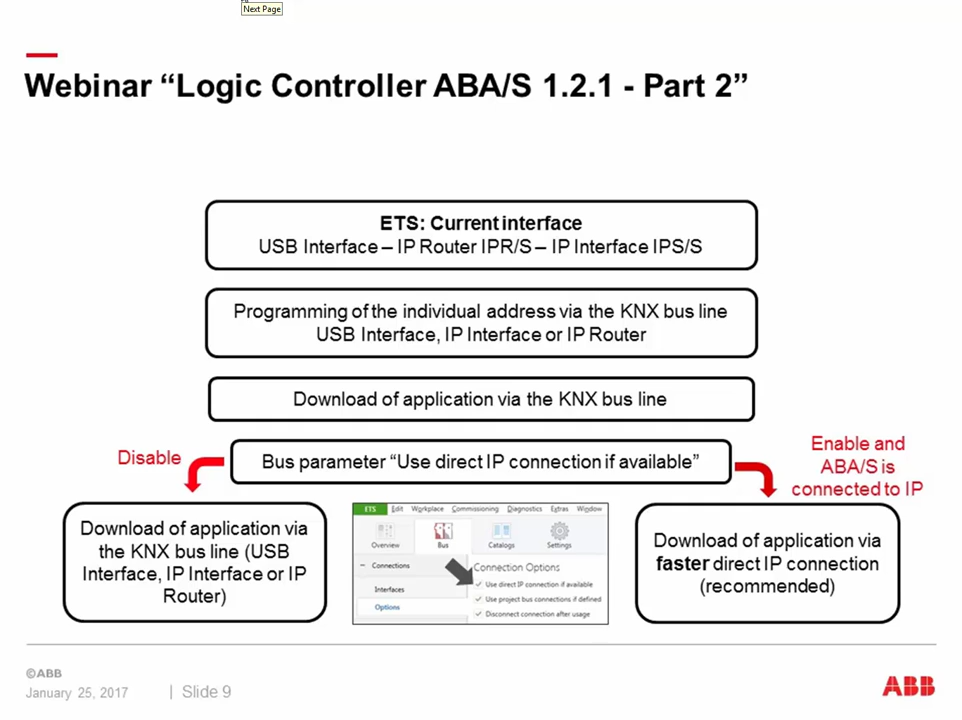 Next Page
Webinar “Logic Controller ABA/S 1.2.1 - Part 2”
ETS: Current interface
USB Interface – IP Router IPR/S – IP Interface IPS/S
Programming of the individual address via the KNX bus line
USB Interface, IP Interface or IP Router
Download of application via the KNX bus line
Disable
Bus parameter “Use direct IP connection if available”
Enable and
ABA/S is
connected to IP
Download of application via
the KNX bus line (USB
Interface, IP Interface or IP
Router)
ETS Edit Workplace Commissioning Diagnostics Extras Window
Overview Bus Catalogs Settings
Connections
Interfaces
Options
Connection Options
Use direct IP connection if available
Use project bus connections if defined
Disconnect connection after usage
Download of application via
faster direct IP connection
(recommended)
©ABB
January 25, 2017 | Slide 9
ABB